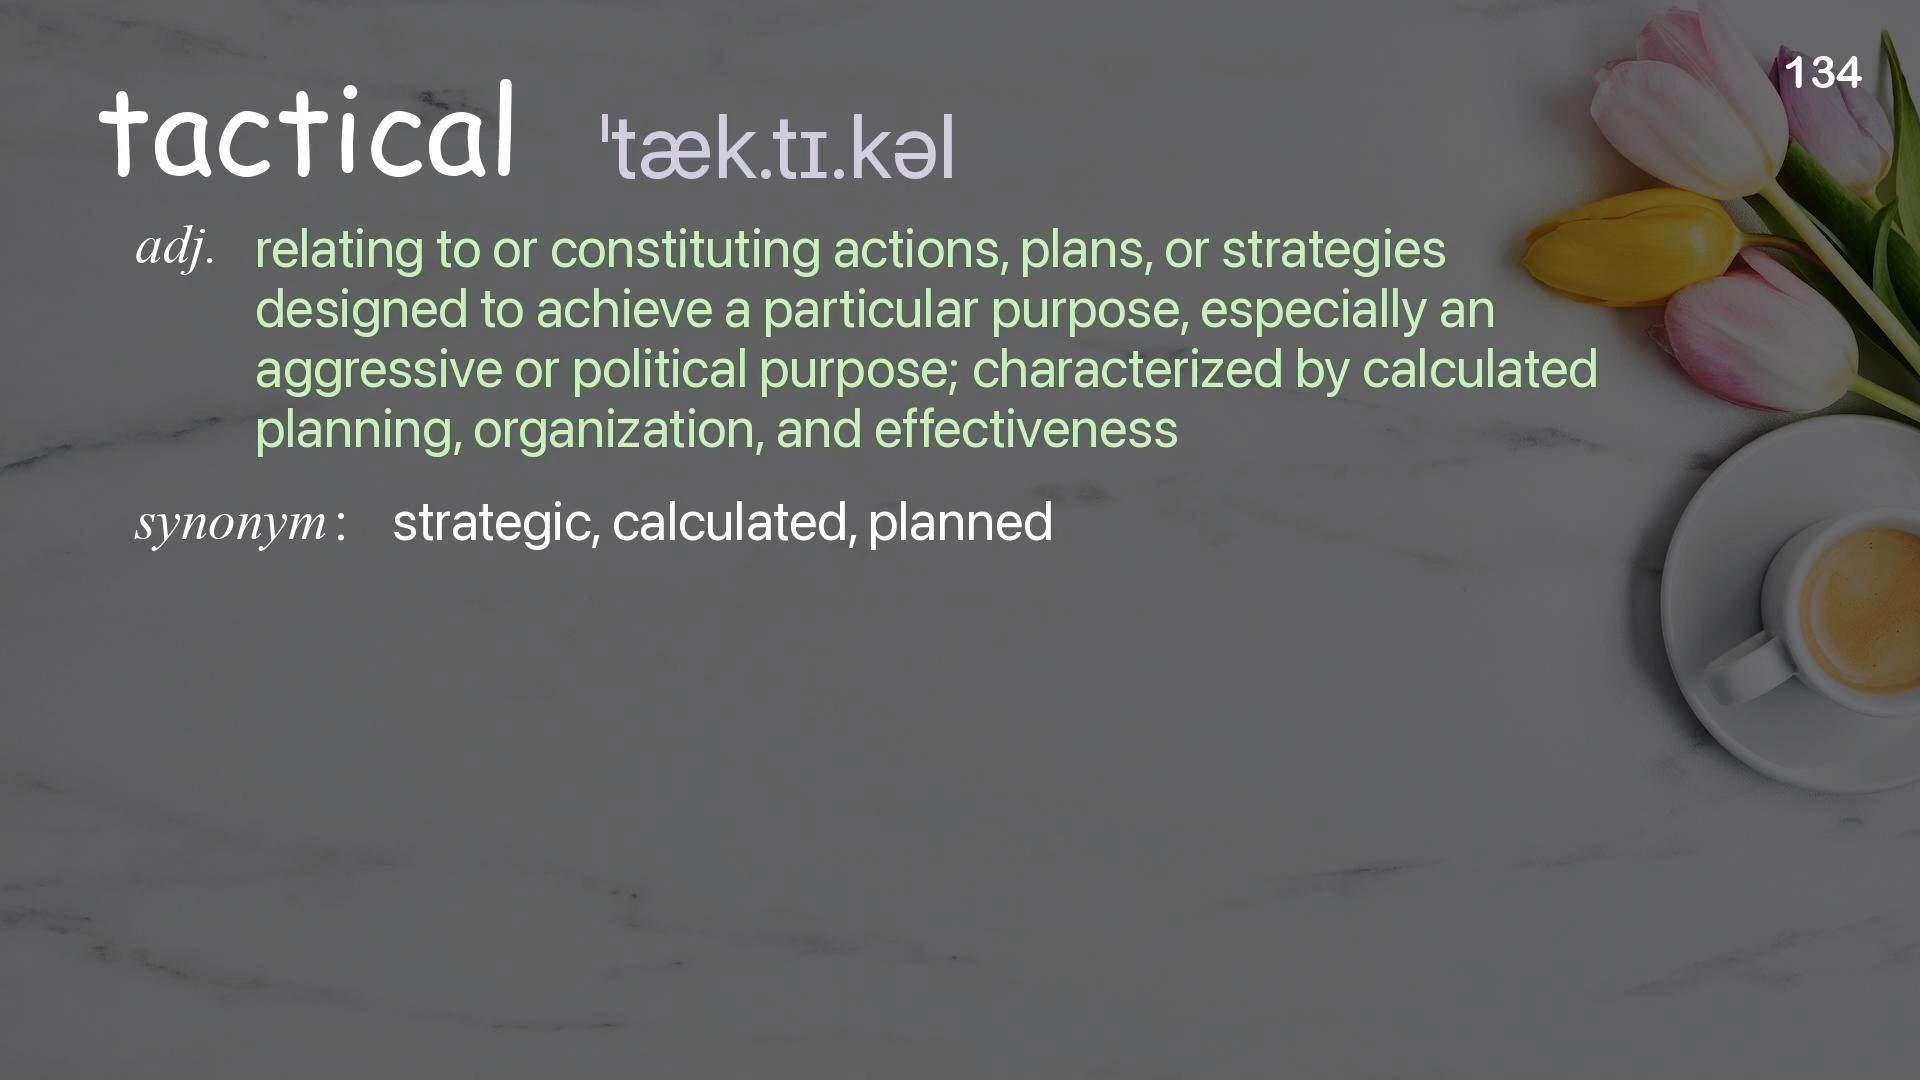 134
tactical ˈtæk.tɪ.kəl
adj. relating to or constituting actions, plans, or strategies
designed to achieve a particular purpose, especially an
aggressive or political purpose; characterized by calculated
planning, organization, and effectiveness
synonym : strategic, calculated, planned